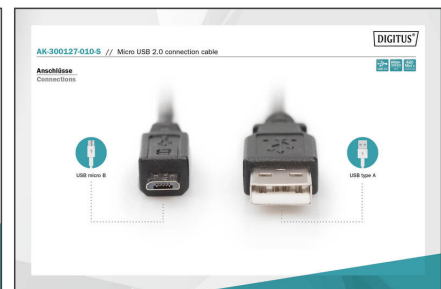 DIGITUS®
AK-300127-010-S // Micro USB 2.0 connection cable
Anschlüsse
Connections
USB micro B
USB type A